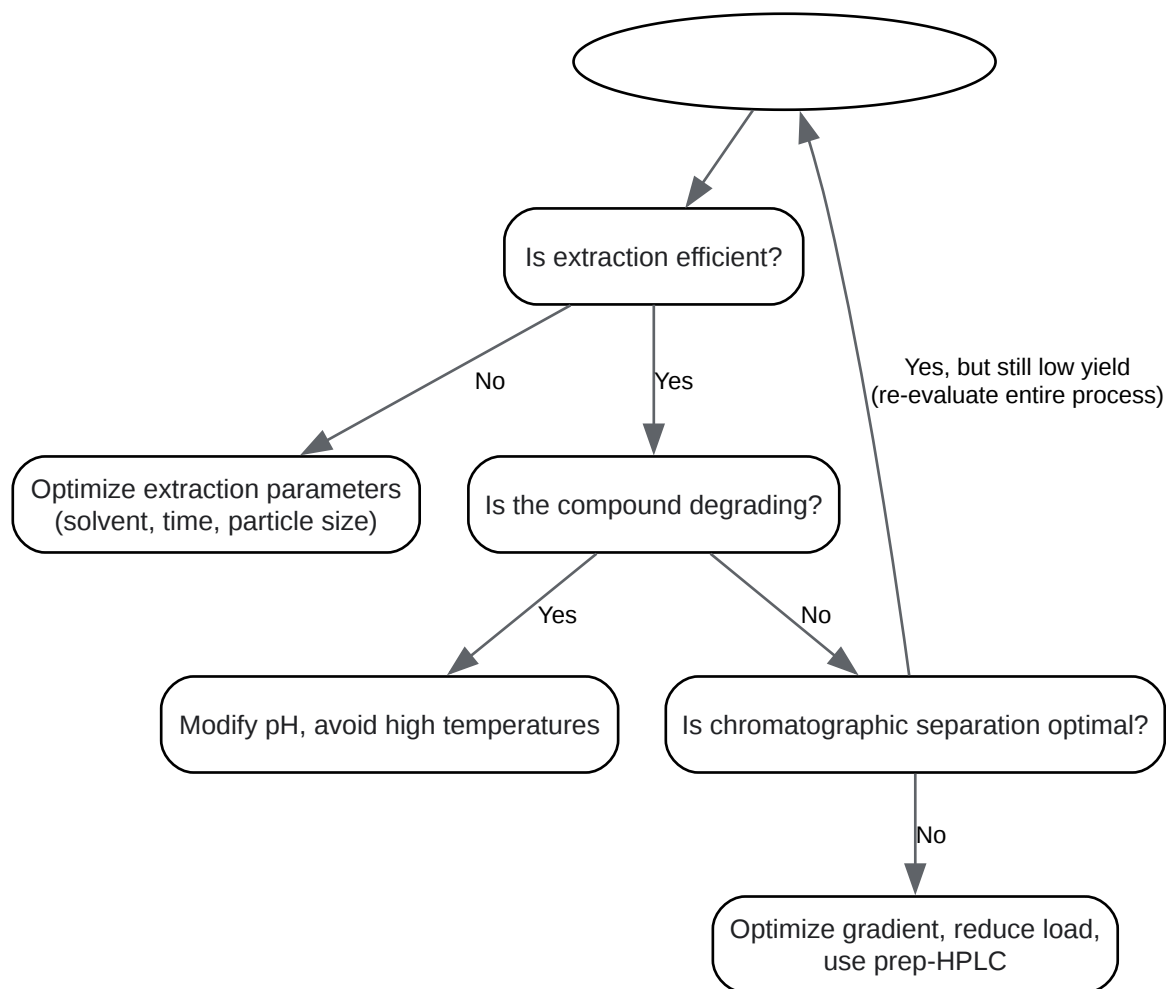 Is extraction efficient?
Yes, but still low yield
(re-evaluate entire process)
No
Yes
Optimize extraction parameters
(solvent, time, particle size)
Is the compound degrading?
Yes
No
Modify pH, avoid high temperatures
Is chromatographic separation optimal?
No
Optimize gradient, reduce load,
use prep-HPLC